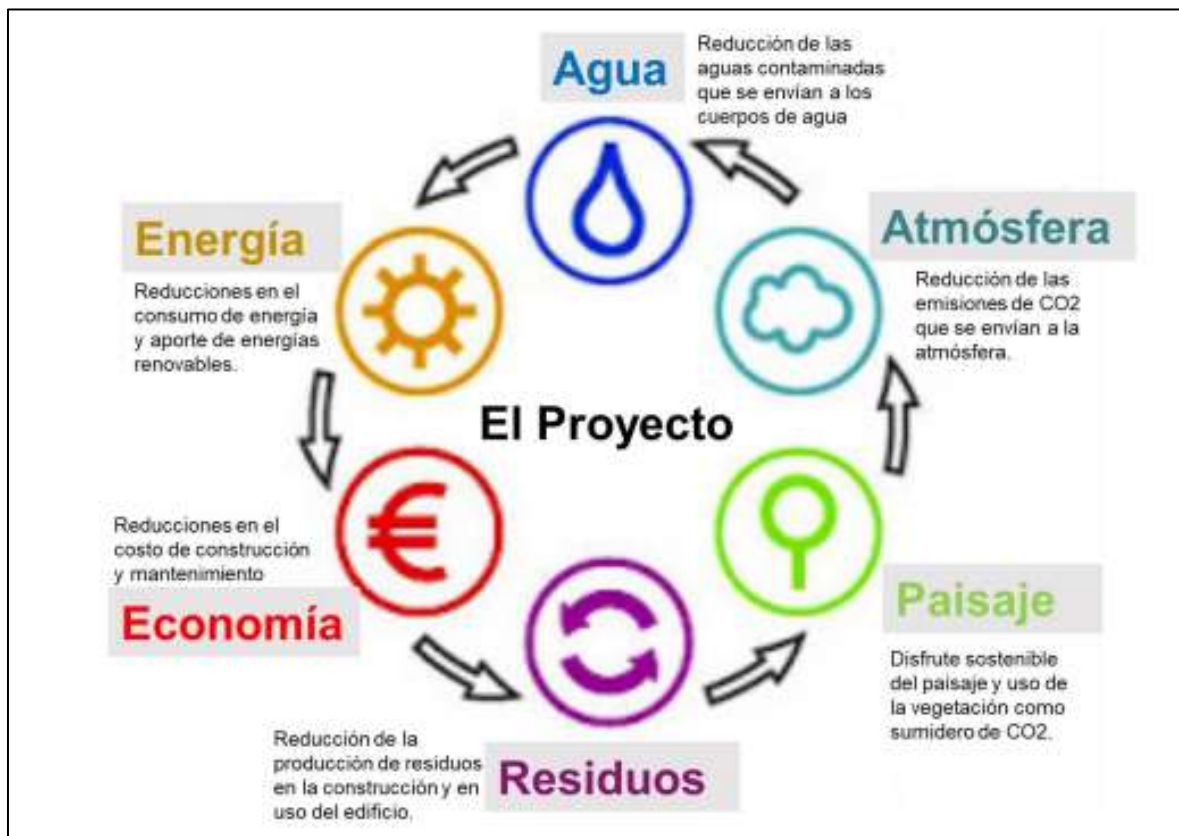 Agua
Reducción de las
aguas contaminadas
que se envían a los
cuerpos de agua
Energía
Reducciones en el
consumo de energía
y aporte de energías
renovables.
Atmósfera
Reducción de las
emisiones de CO2
que se envían a la
atmósfera.
El Proyecto
Reducciones en el
costo de construcción
y mantenimiento
Economía
€
Paisaje
Disfrute sostenible
del paisaje y uso de
la vegetación como
sumidero de CO2.
Reducción de la
producción de residuos
en la construcción y en
uso del edificio.
Residuos